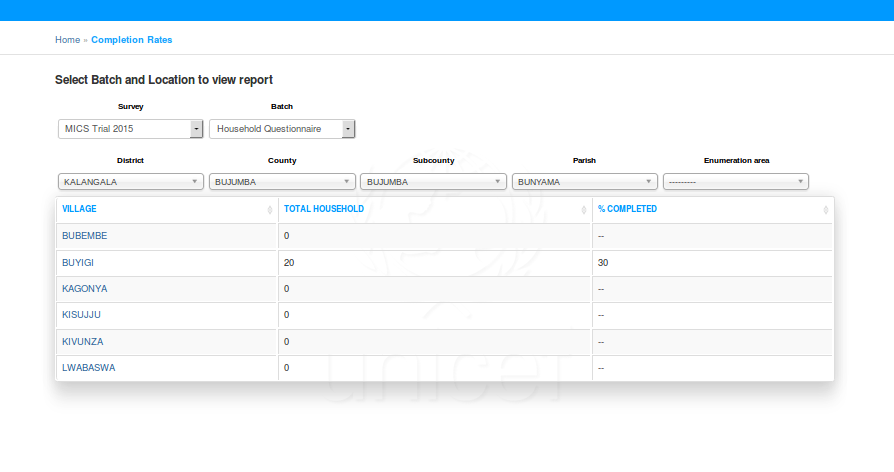 Home » Completion Rates
Select Batch and Location to view report
Survey Batch
MICS Trial 2015 Household Questionnaire
District County Subcounty Parish Enumeration area
KALANGALA BUJUMBA BUJUMBA BUNYAMA ---------
VILLAGE TOTAL HOUSEHOLD % COMPLETED
BUBEMBE 0 --
BUYIGI 20 30
KAGONYA 0 --
KISUJJU 0 --
KIVUNZA 0 --
LWABASWA 0 --
unicef